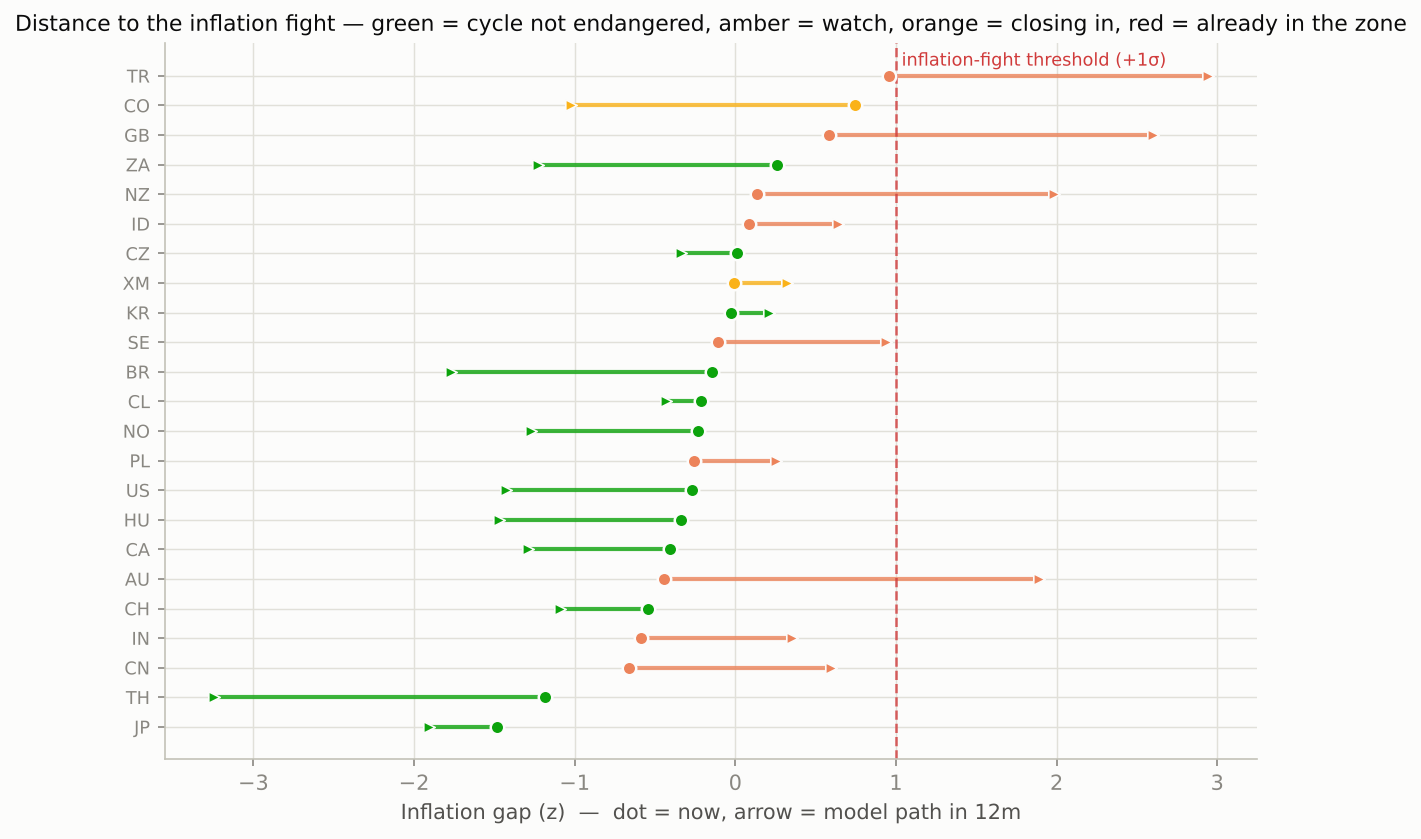 Distance to the inflation fight — green = cycle not endangered, amber = watch, orange = closing in, red = already in the zone
inflation-fight threshold (+1σ)
TR
CO
GB
ZA
NZ
ID
CZ
XM
KR
SE
BR
CL
NO
PL
US
HU
CA
AU
CH
IN
CN
TH
JP
−3 −2 −1 0 1 2 3
Inflation gap (z) — dot = now, arrow = model path in 12m